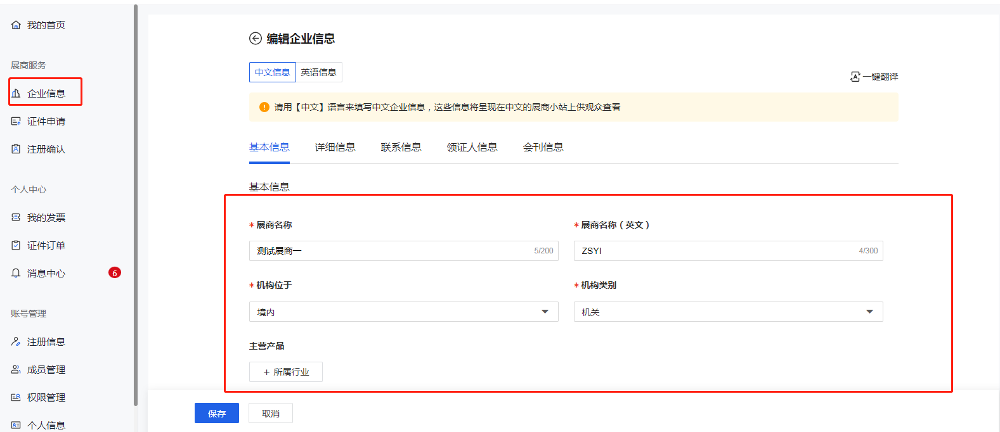 我的首页
展商服务
企业信息
证件申请
注册确认
个人中心
我的发票
证件订单
消息中心 6
账号管理
注册信息
成员管理
权限管理
个人信息
编辑企业信息
中文信息 英语信息
一键翻译
请用【中文】语言来填写中文企业信息，这些信息将呈现在中文的展商小站上供观众查看
基本信息 详细信息 联系信息 领证人信息 会刊信息
基本信息
* 展商名称 * 展商名称（英文）
测试展商一 5/200 ZSYI 4/300
* 机构位于 * 机构类别
境内 机关
主营产品
+ 所属行业
保存 取消